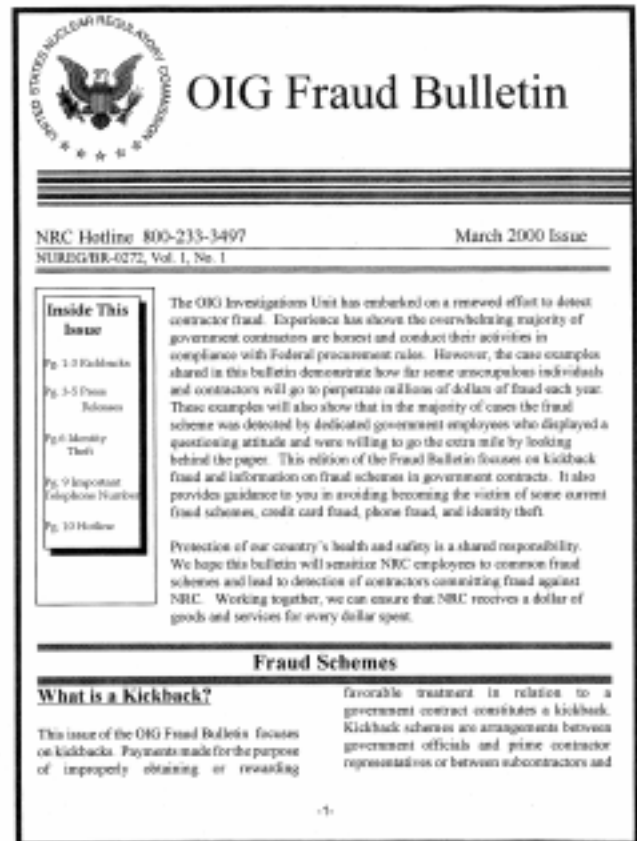 UNITED STATES NUCLEAR REGULATORY COMMISSION
OIG Fraud Bulletin
NRC Hotline 800-233-3497
March 2000 Issue
NUREG/BR-0272, Vol. 1, No. 1
Inside This
Issue
Pg. 1-3 Kickbacks
Pg. 3-5 Press
Releases
Pg 6 Identity
Theft
Pg. 9 Important
Telephone Number
Pg. 10 Hotline
The OIG Investigations Unit has embarked on a renewed effort to detect
contractor fraud. Experience has shown the overwhelming majority of
government contractors are honest and conduct their activities in
compliance with Federal procurement rules. However, the case examples
shared in this bulletin demonstrate how far some unscrupulous individuals
and contractors will go to perpetrate millions of dollars of fraud each year.
These examples will also show that in the majority of cases the fraud
scheme was detected by dedicated government employees who displayed a
questioning attitude and were willing to go the extra mile by looking
behind the paper. This edition of the Fraud Bulletin focuses on kickback
fraud and information on fraud schemes in government contracts. It also
provides guidance to you in avoiding becoming the victim of some current
fraud schemes, credit card fraud, phone fraud, and identity theft.
Protection of our country's health and safety is a shared responsibility.
We hope this bulletin will sensitize NRC employees to common fraud
schemes and lead to detection of contractors committing fraud against
NRC. Working together, we can ensure that NRC receives a dollar of
goods and services for every dollar spent.
Fraud Schemes
What is a Kickback?
This issue of the OIG Fraud Bulletin focuses
on kickbacks. Payments made for the purpose
of improperly obtaining or rewarding
favorable treatment in relation to a
government contract constitutes a kickback.
Kickback schemes are arrangements between
government officials and prime contractor
representatives or between subcontractors and
-1-